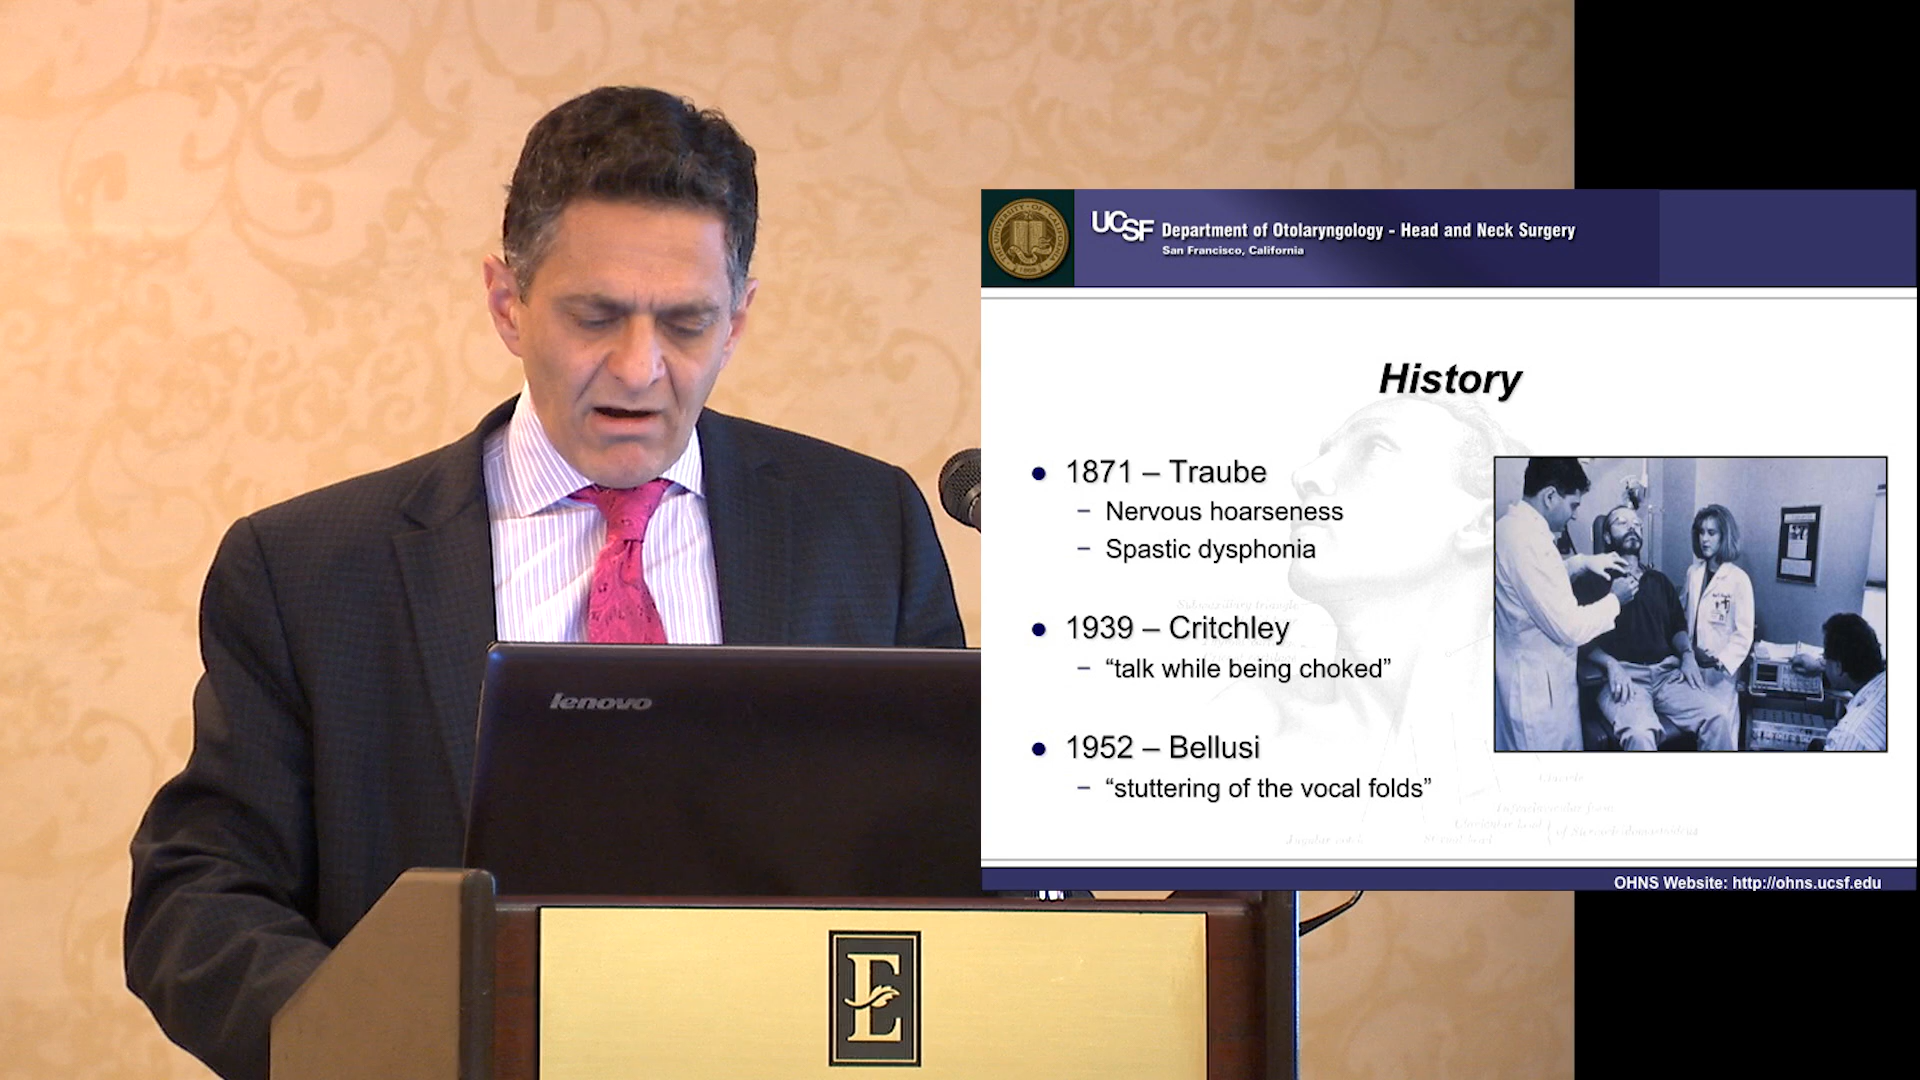 UCSF Department of Otolaryngology - Head and Neck Surgery
San Francisco, California
History
• 1871 – Traube
– Nervous hoarseness
– Spastic dysphonia
• 1939 – Critchley
– “talk while being choked”
• 1952 – Bellusi
– “stuttering of the vocal folds”
OHNS Website: http://ohns.ucsf.edu
lenovo
E